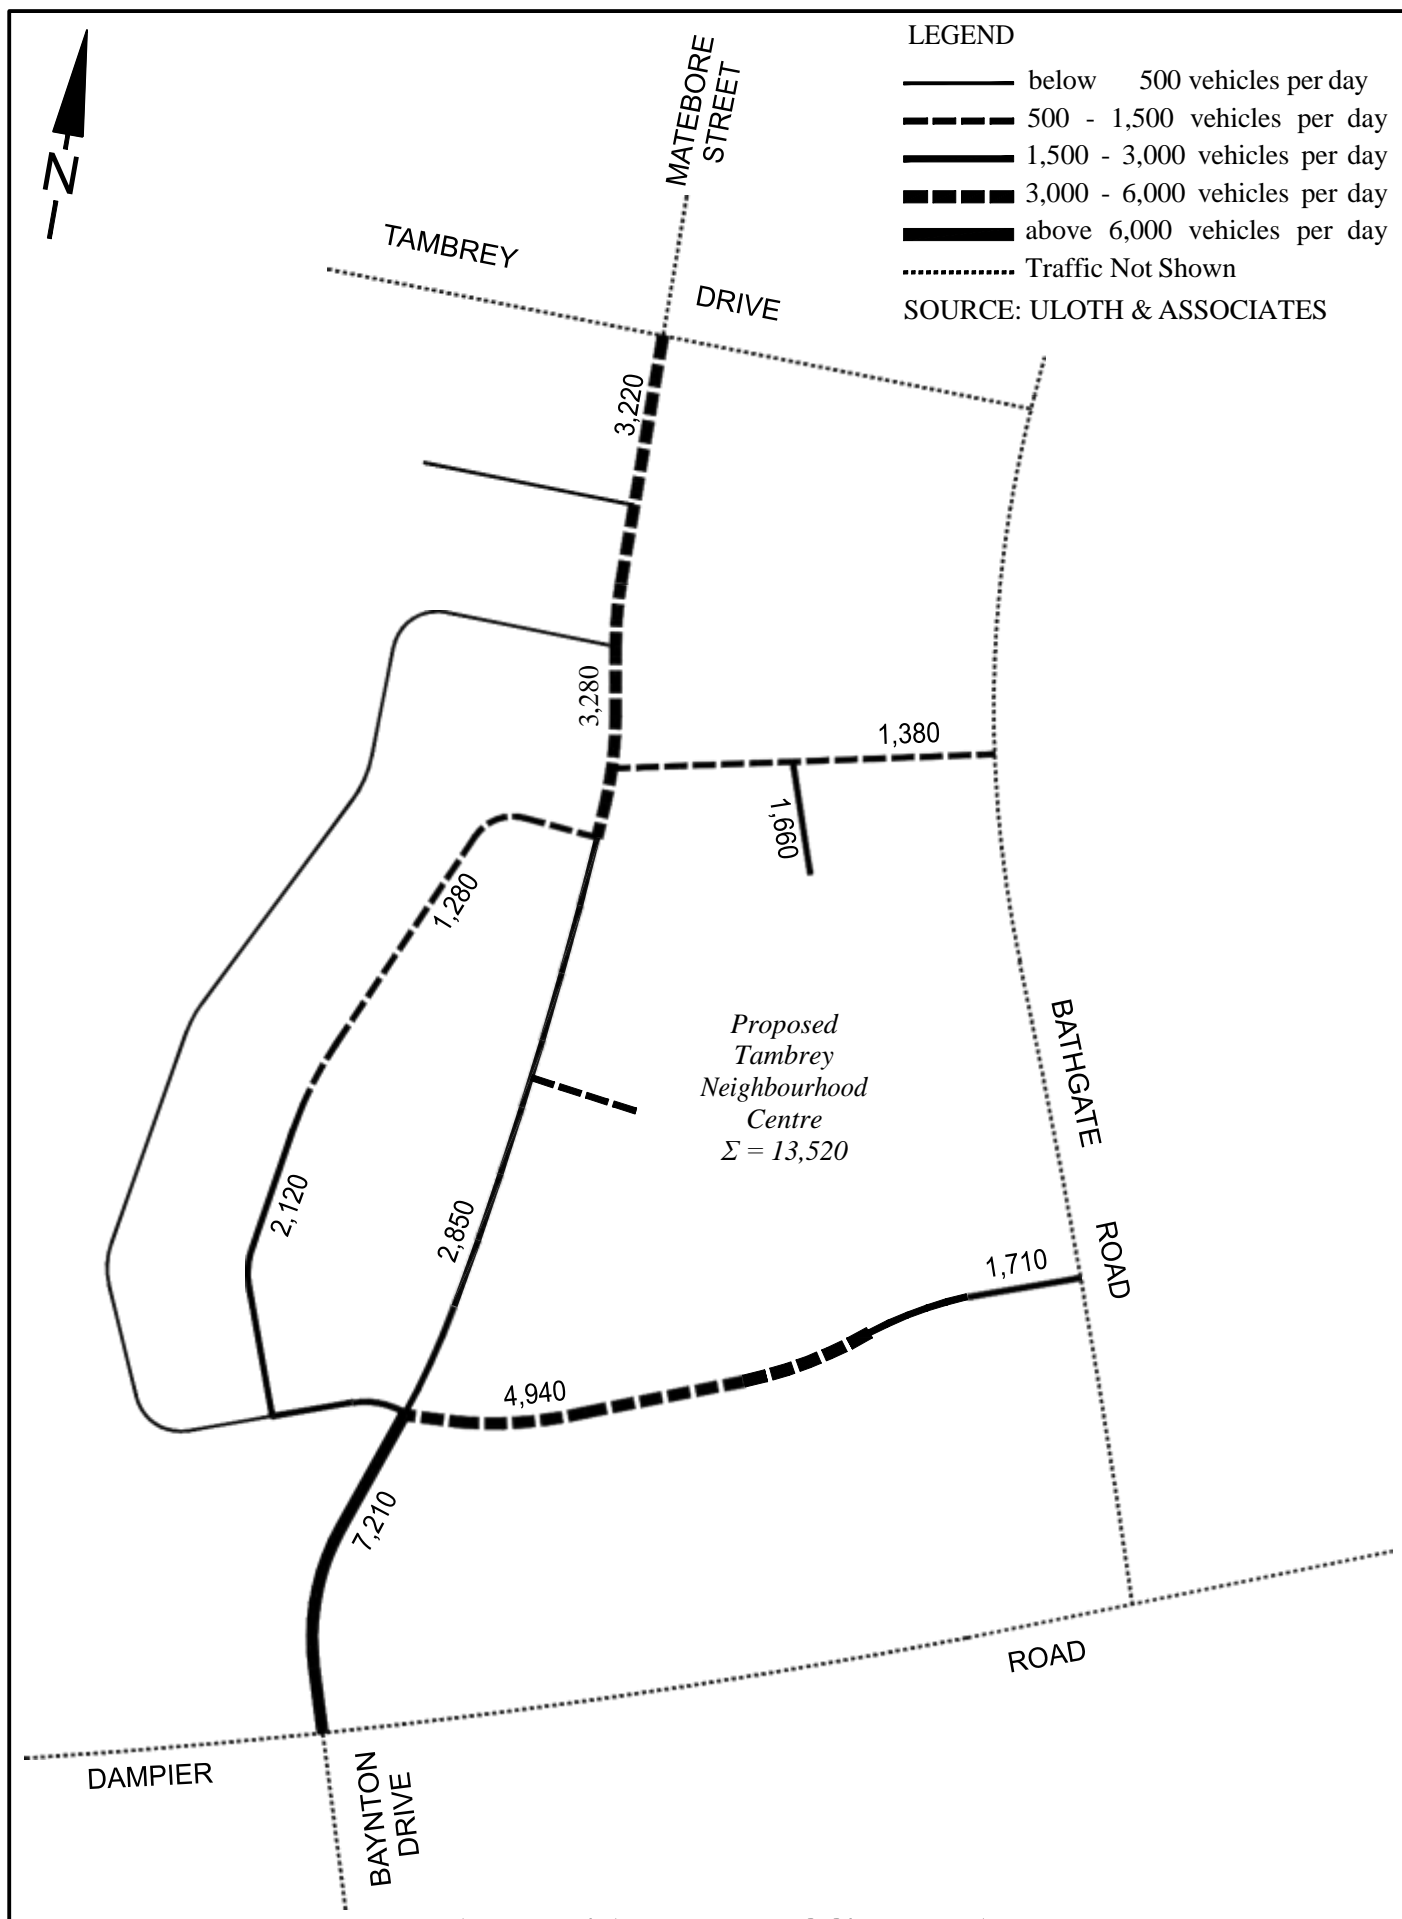 LEGEND
below 500 vehicles per day
500 - 1,500 vehicles per day
1,500 - 3,000 vehicles per day
3,000 - 6,000 vehicles per day
above 6,000 vehicles per day
Traffic Not Shown
SOURCE: ULOTH & ASSOCIATES
N
MATEBORE
STREET
TAMBREY
DRIVE
3,220
3,280
1,380
1,660
1,280
Proposed
Tambrey
Neighbourhood
Centre
Σ = 13,520
BATHGATE
ROAD
2,120
2,850
1,710
4,940
7,210
ROAD
DAMPIER
BAYNTON
DRIVE